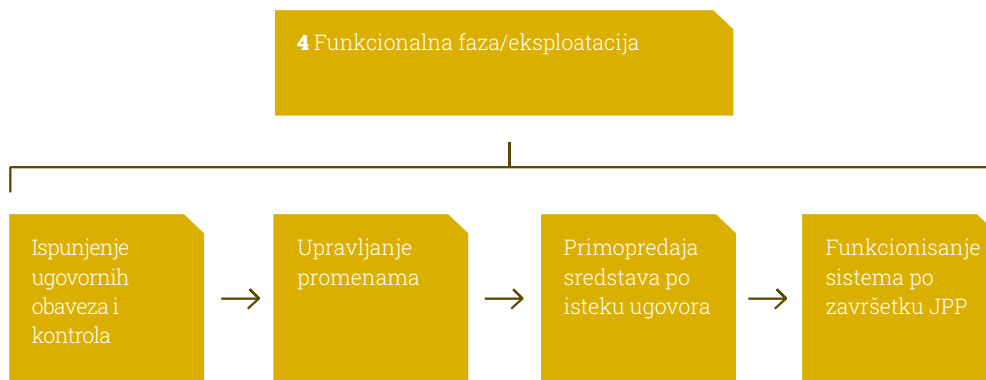 4 Funkcionalna faza/eksploatacija
Ispunjenje
ugovornih
obaveza i
kontrola
Upravljanje
promenama
Primopredaja
sredstava po
isteku ugovora
Funkcionisanje
sistema po
završetku JPP